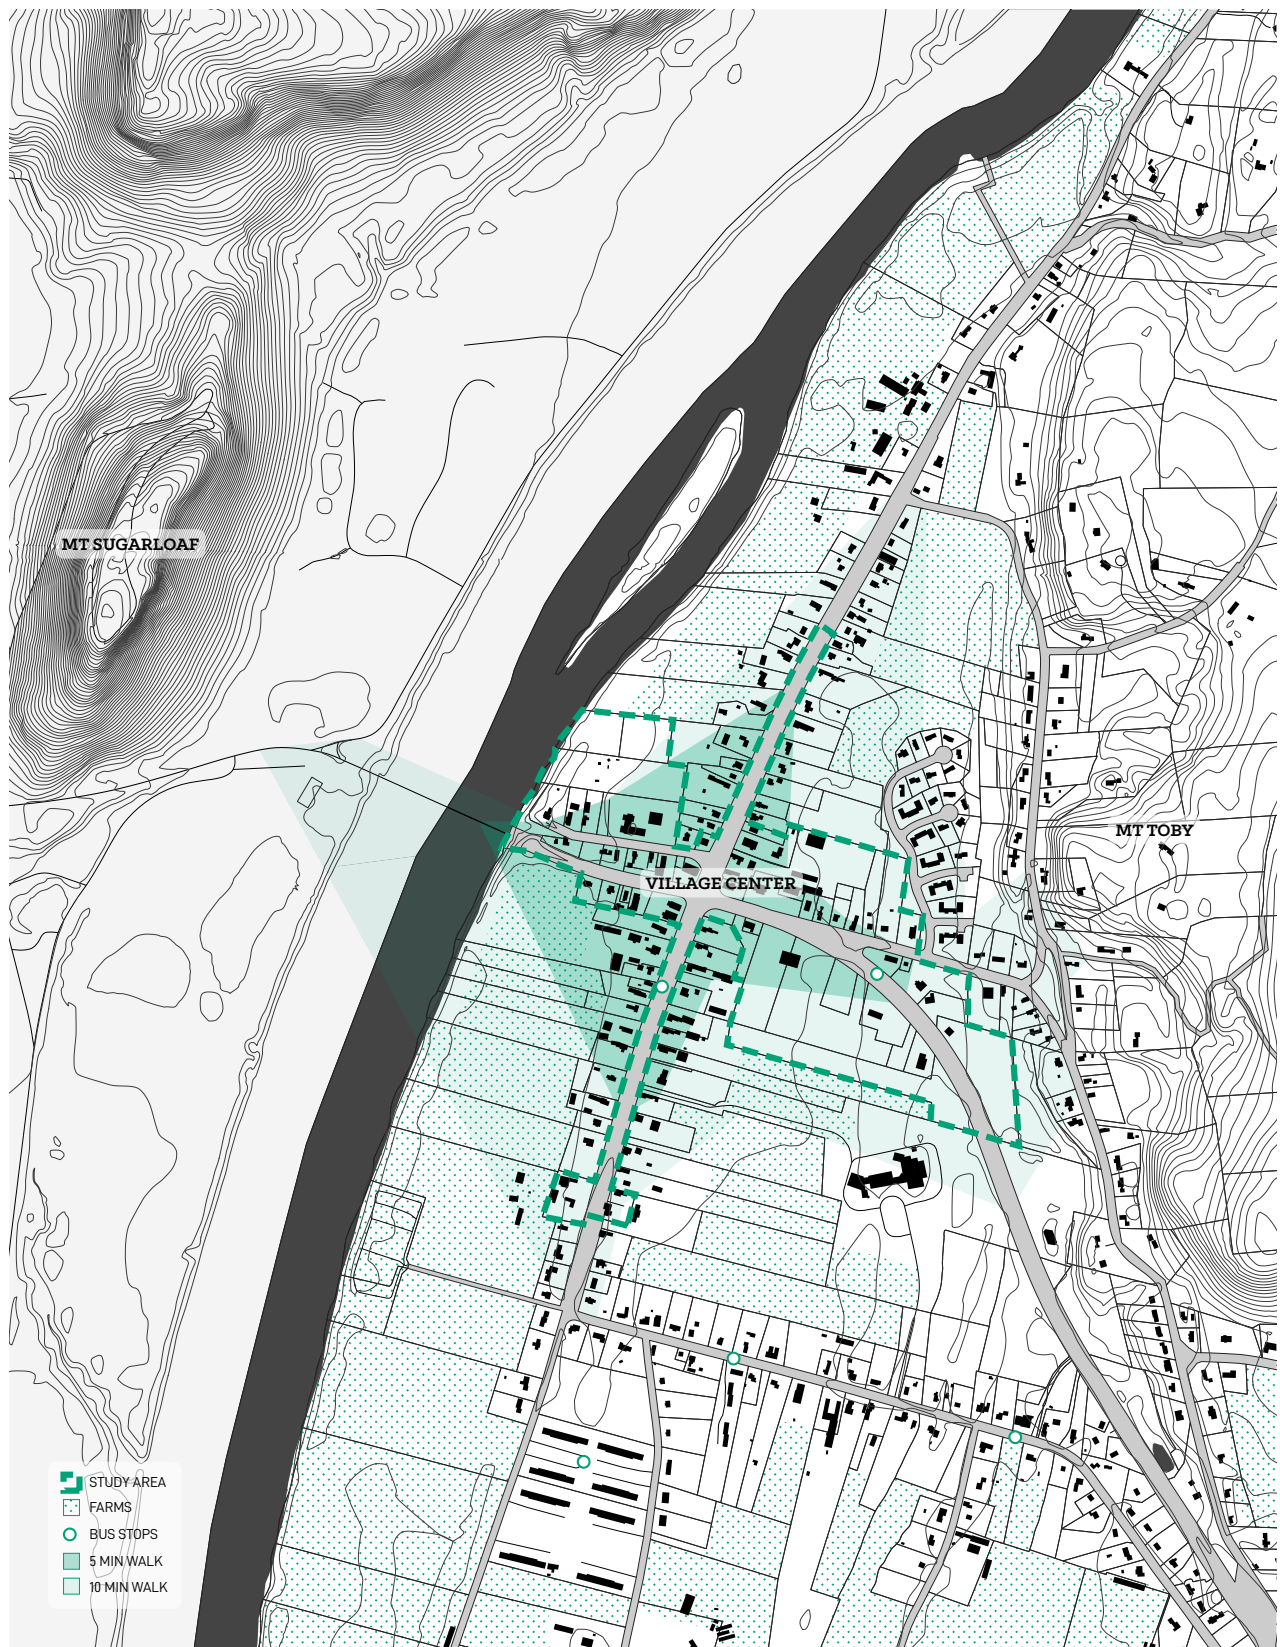 MT SUGARLOAF
MT TOBY
VILLAGE CENTER
STUDY AREA
FARMS
BUS STOPS
5 MIN WALK
10 MIN WALK